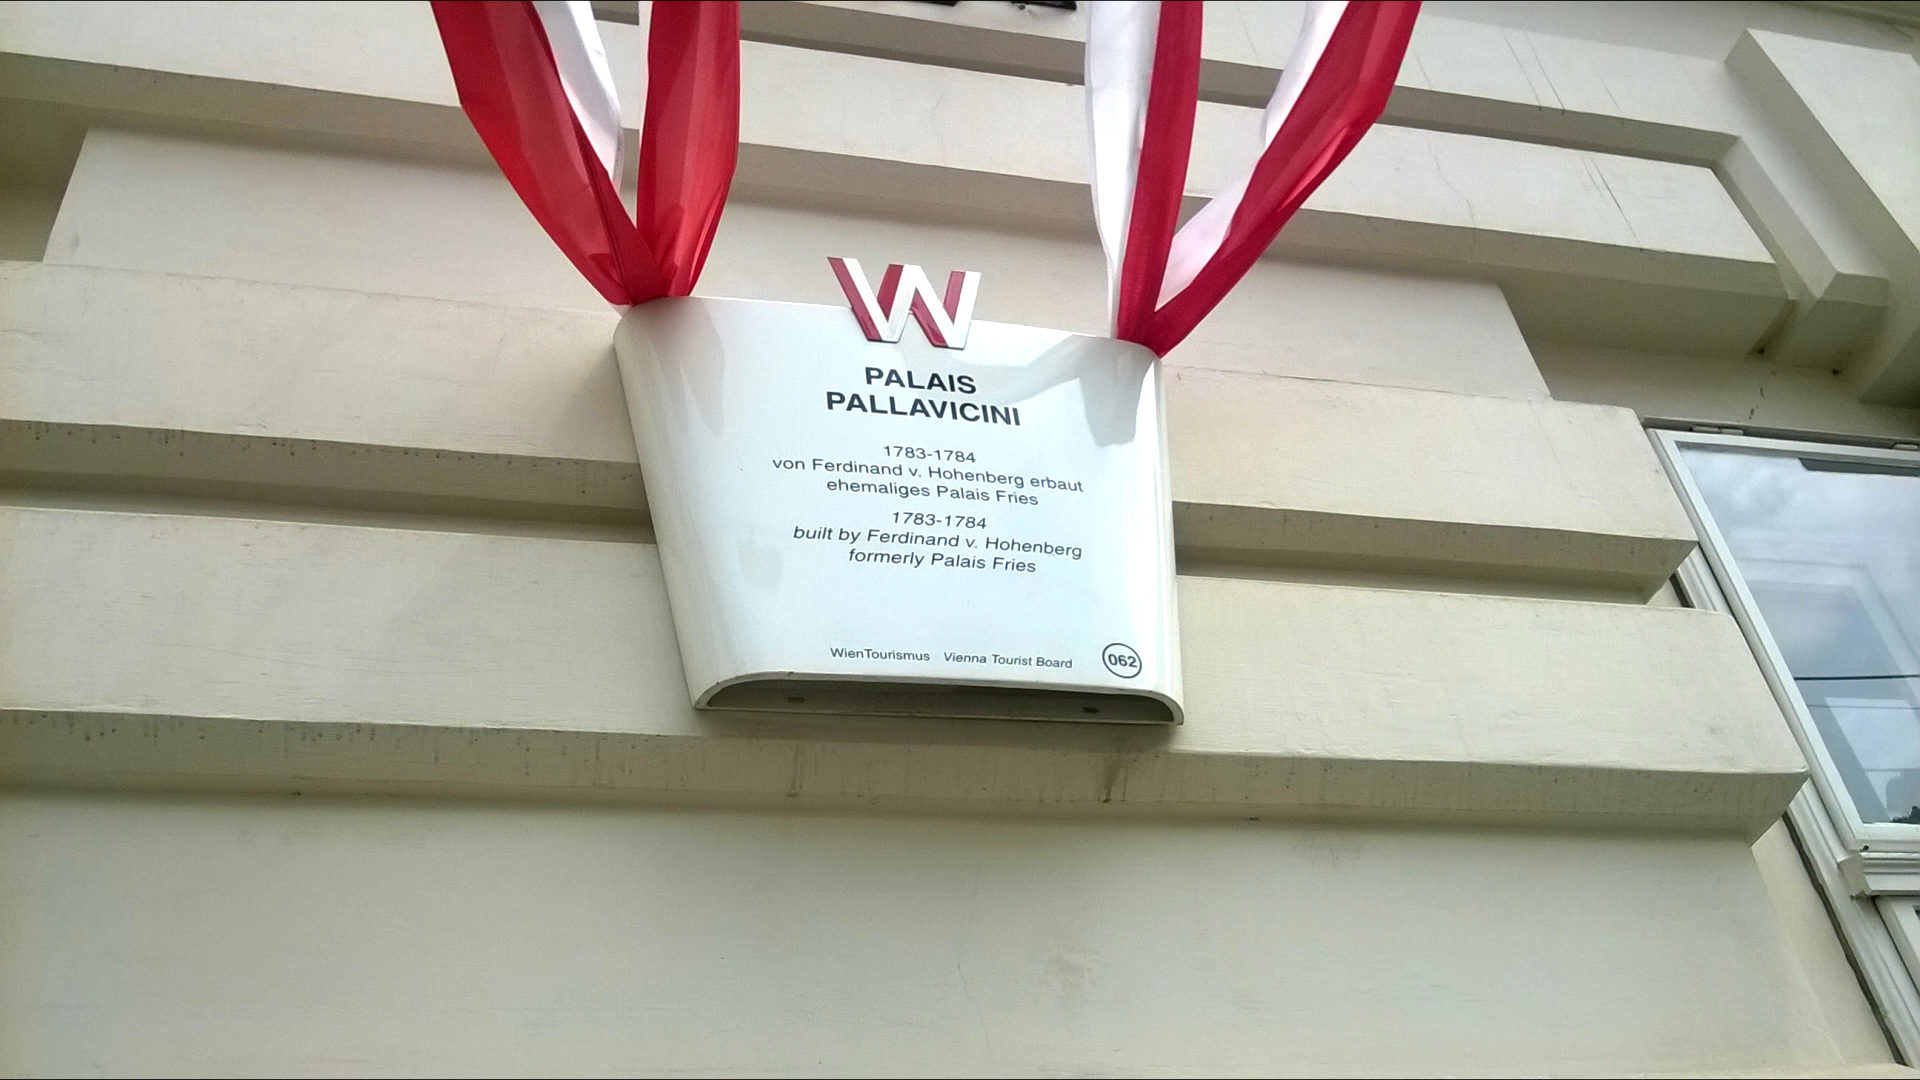 W
PALAIS
PALLAVICINI
1783-1784
von Ferdinand v. Hohenberg erbaut
ehemaliges Palais Fries
1783-1784
built by Ferdinand v. Hohenberg
formerly Palais Fries
WienTourismus Vienna Tourist Board 062